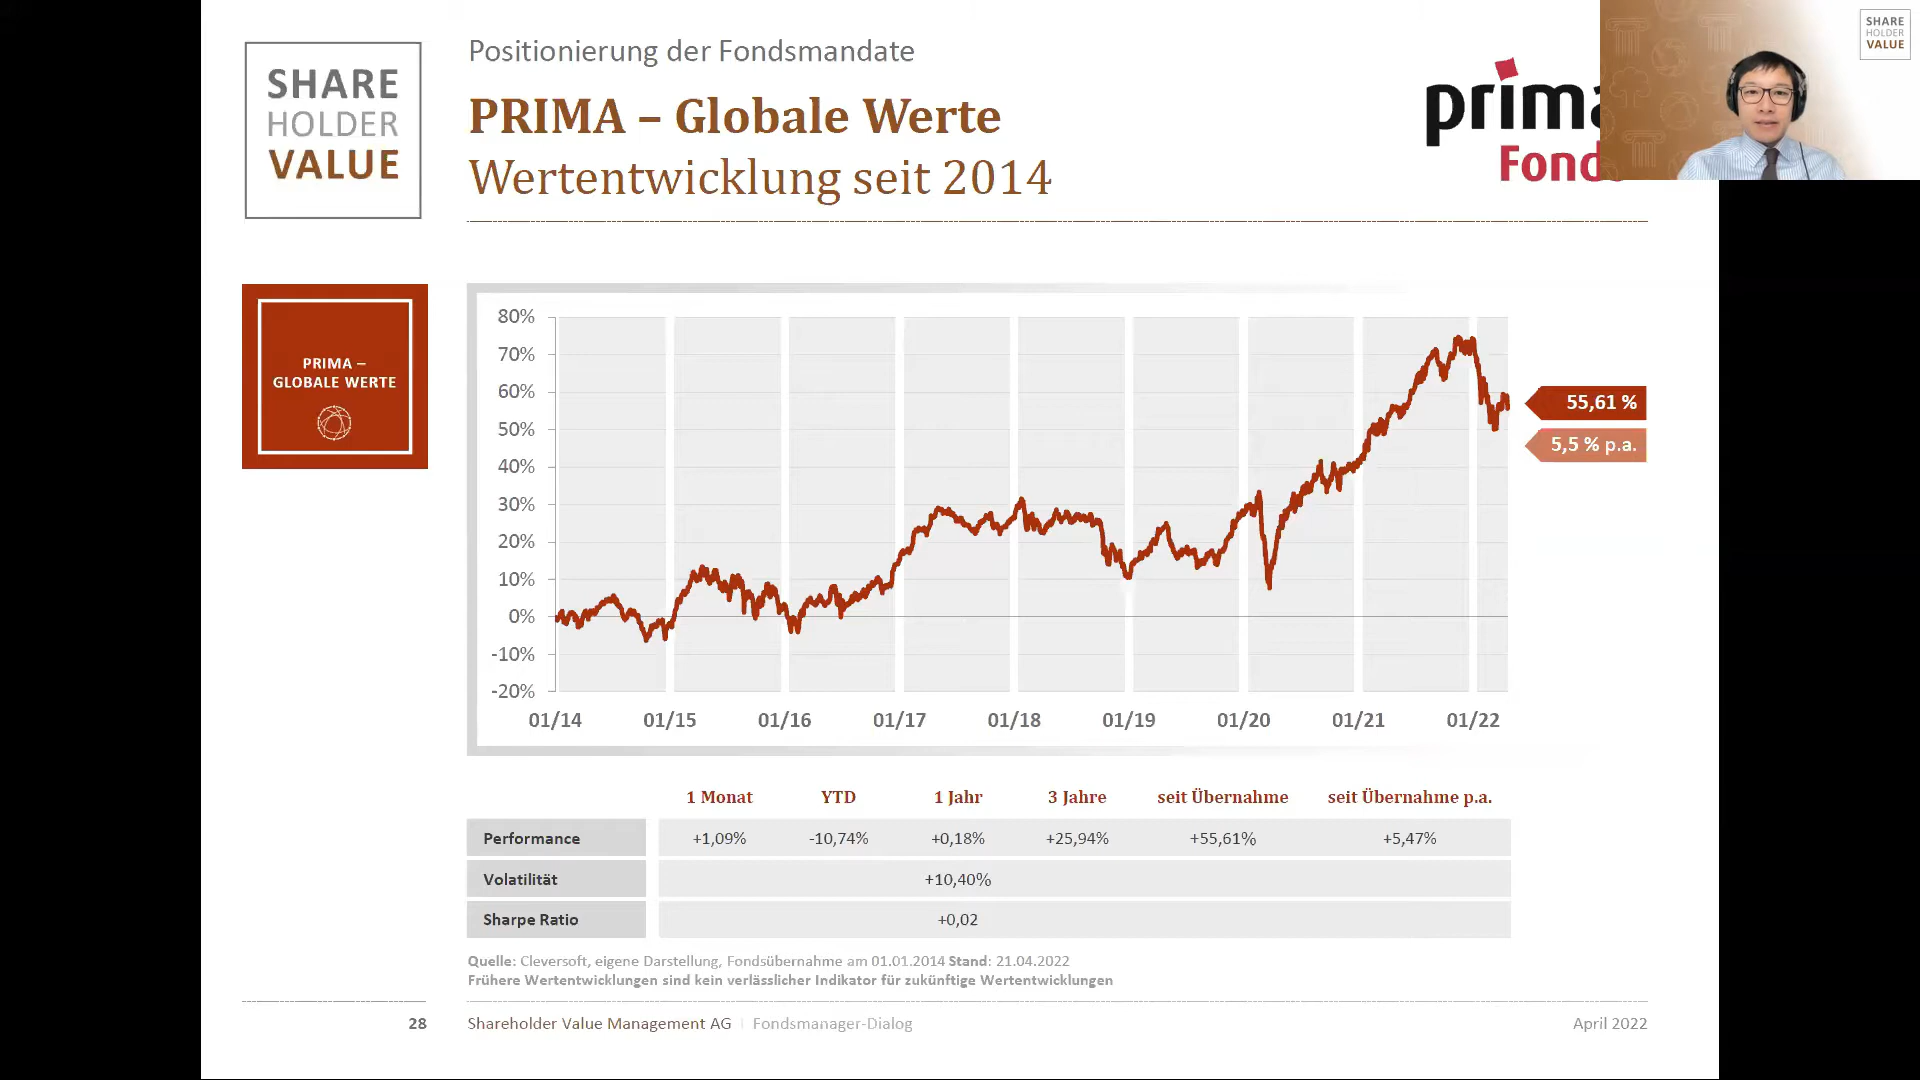 SHARE
HOLDER
VALUE
Positionierung der Fondsmandate
PRIMA – Globale Werte
Wertentwicklung seit 2014
SHARE
HOLDER
VALUE
PRIMA –
GLOBALE WERTE
80%
70%
60%
50%
40%
30%
20%
10%
0%
-10%
-20%
01/14 01/15 01/16 01/17 01/18 01/19 01/20 01/21 01/22
55,61 %
5,5 % p.a.
1 Monat YTD 1 Jahr 3 Jahre seit Übernahme seit Übernahme p.a.
Performance +1,09% -10,74% +0,18% +25,94% +55,61% +5,47%
Volatilität +10,40%
Sharpe Ratio +0,02
Quelle: Cleversoft, eigene Darstellung, Fondsübernahme am 01.01.2014 Stand: 21.04.2022
Frühere Wertentwicklungen sind kein verlässlicher Indikator für zukünftige Wertentwicklungen
28 Shareholder Value Management AG | Fondsmanager-Dialog April 2022